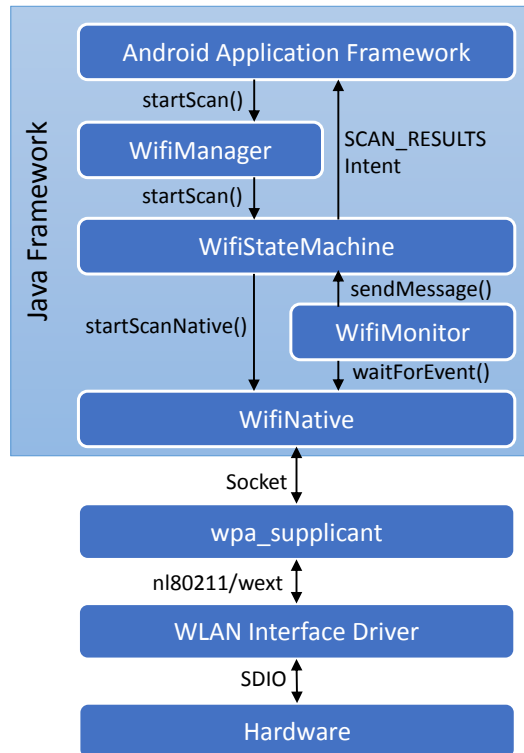 Java Framework
Android Application Framework
startScan()
WifiManager
SCAN_RESULTS
Intent
startScan()
WifiStateMachine
sendMessage()
startScanNative()
WifiMonitor
waitForEvent()
WifiNative
Socket
wpa_supplicant
nl80211/wext
WLAN Interface Driver
SDIO
Hardware